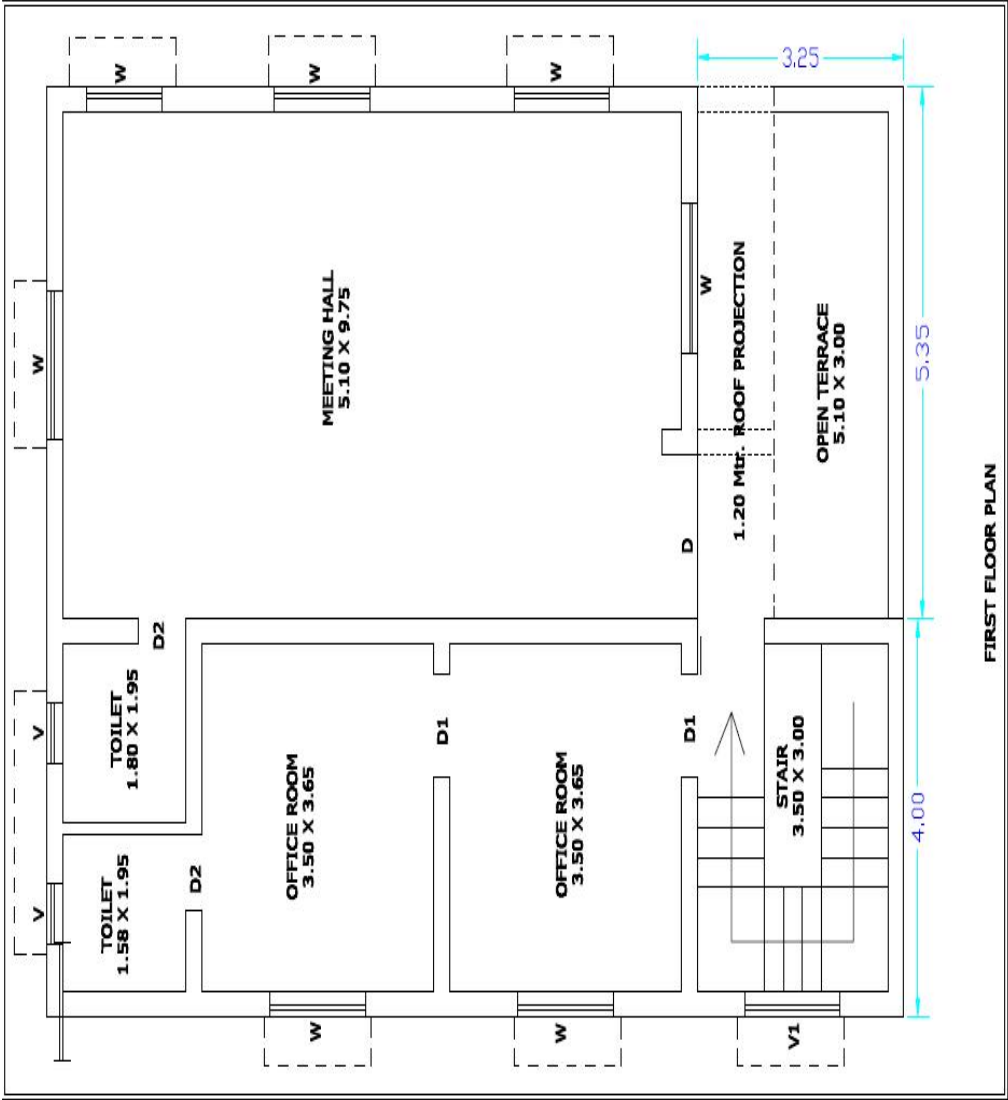 W
W
W
3.25
W
MEETING HALL
5.10 X 9.75
W
1.20 Mtr. ROOF PROJECTION
OPEN TERRACE
5.10 X 3.00
5.35
D
D2
V
TOILET
1.80 X 1.95
D1
D1
OFFICE ROOM
3.50 X 3.65
OFFICE ROOM
3.50 X 3.65
STAIR
3.50 X 3.00
4.00
V
TOILET
1.58 X 1.95
D2
W
W
V1
FIRST FLOOR PLAN